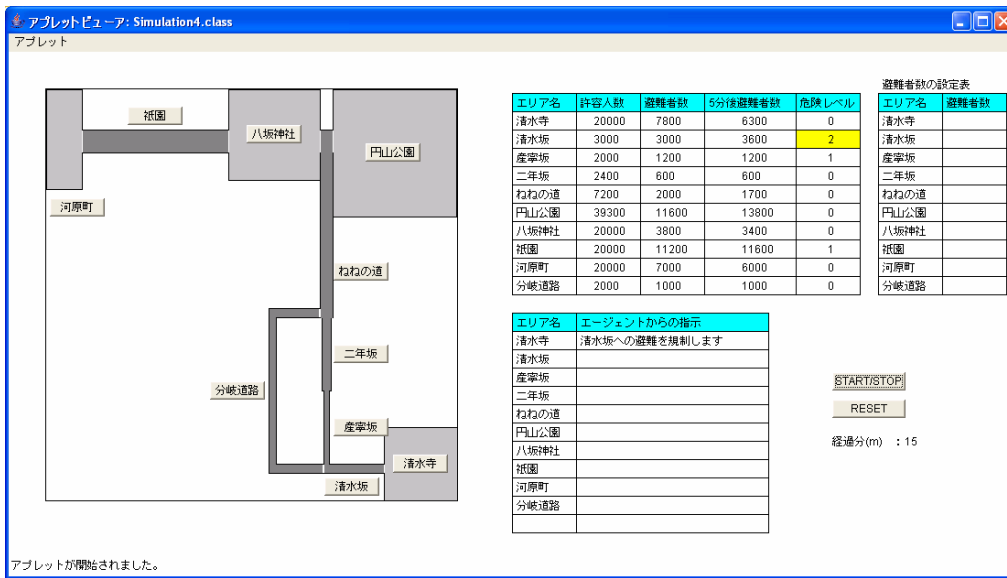 アプレットビューア: Simulation4.class
アプレット
祇園
八坂神社
円山公園
河原町
ねねの道
二年坂
分岐道路
産寧坂
清水寺
清水坂
エリア名 許容人数 避難者数 5分後避難者数 危険レベル
清水寺 20000 7800 6300 0
清水坂 3000 3000 3600 2
産寧坂 2000 1200 1200 1
二年坂 2400 600 600 0
ねねの道 7200 2000 1700 0
円山公園 39300 11600 13800 0
八坂神社 20000 3800 3400 0
祇園 20000 11200 11600 1
河原町 20000 7000 6000 0
分岐道路 2000 1000 1000 0
避難者数の設定表
エリア名 避難者数
清水寺
清水坂
産寧坂
二年坂
ねねの道
円山公園
八坂神社
祇園
河原町
分岐道路
エリア名 エージェントからの指示
清水寺 清水坂への避難を規制します
清水坂
産寧坂
二年坂
ねねの道
円山公園
八坂神社
祇園
河原町
分岐道路
START/STOP
RESET
経過分(m) : 15
アプレットが開始されました。